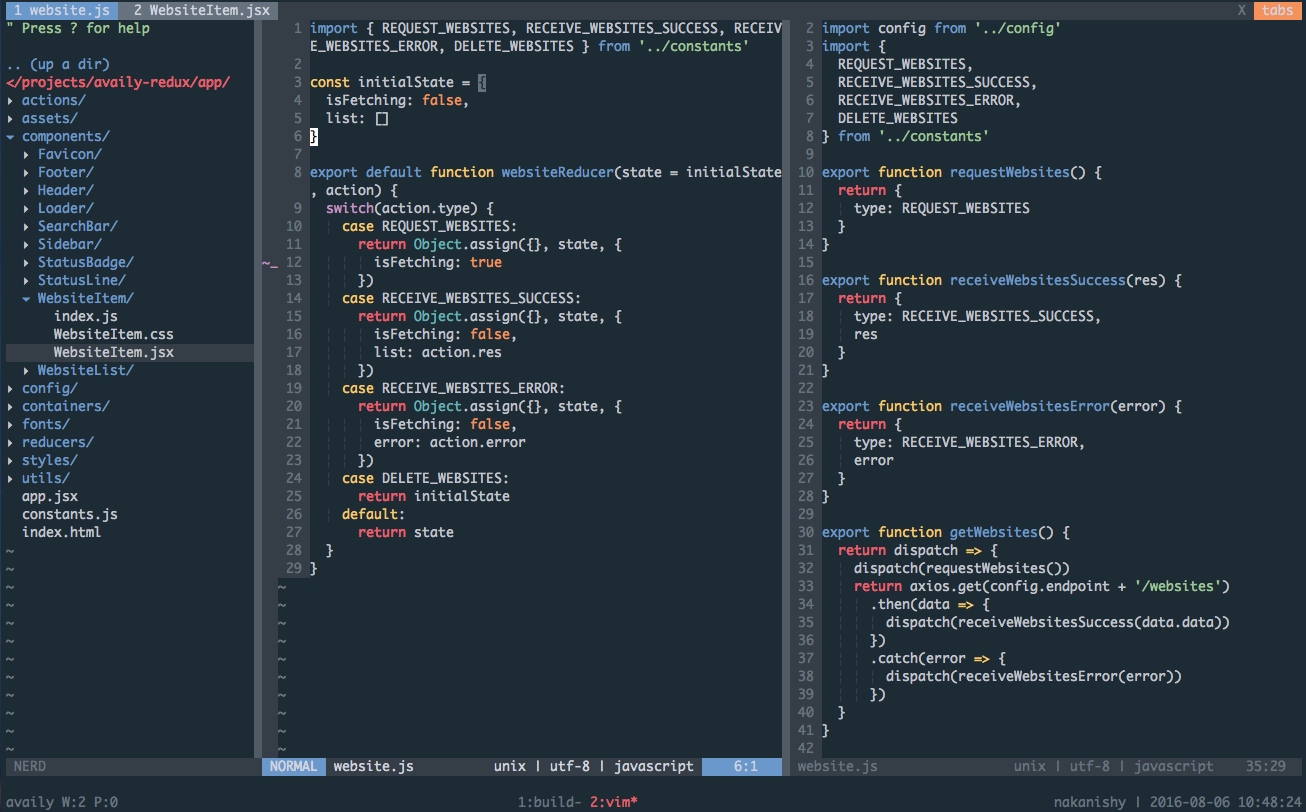 1 website.js  2 WebsiteItem.jsx  X  tabs
" Press ? for help
.. (up a dir)
</projects/availy-redux/app/
▸ actions/
▸ assets/
▾ components/
  ▸ Favicon/
  ▸ Footer/
  ▸ Header/
  ▸ Loader/
  ▸ SearchBar/
  ▸ Sidebar/
  ▸ StatusBadge/
  ▸ StatusLine/
  ▾ WebsiteItem/
      index.js
      WebsiteItem.css
      WebsiteItem.jsx
  ▸ WebsiteList/
▸ config/
▸ containers/
▸ fonts/
▸ reducers/
▸ styles/
▸ utils/
  app.jsx
  constants.js
  index.html
~
~
~
~
~
~
~
~
~
~
~
~
NERD
1 import { REQUEST_WEBSITES, RECEIVE_WEBSITES_SUCCESS, RECEIV
E_WEBSITES_ERROR, DELETE_WEBSITES } from '../constants'
2
3 const initialState = {
4   isFetching: false,
5   list: []
6 }
7
8 export default function websiteReducer(state = initialState
, action) {
9   switch(action.type) {
10     case REQUEST_WEBSITES:
11       return Object.assign({}, state, {
~_ 12         isFetching: true
13       })
14     case RECEIVE_WEBSITES_SUCCESS:
15       return Object.assign({}, state, {
16         isFetching: false,
17         list: action.res
18       })
19     case RECEIVE_WEBSITES_ERROR:
20       return Object.assign({}, state, {
21         isFetching: false,
22         error: action.error
23       })
24     case DELETE_WEBSITES:
25       return initialState
26     default:
27       return state
28   }
29 }
~
~
~
~
~
~
~
~
~
~
NORMAL  website.js  unix | utf-8 | javascript  6:1
2 import config from '../config'
3 import {
4   REQUEST_WEBSITES,
5   RECEIVE_WEBSITES_SUCCESS,
6   RECEIVE_WEBSITES_ERROR,
7   DELETE_WEBSITES
8 } from '../constants'
9
10 export function requestWebsites() {
11   return {
12     type: REQUEST_WEBSITES
13   }
14 }
15
16 export function receiveWebsitesSuccess(res) {
17   return {
18     type: RECEIVE_WEBSITES_SUCCESS,
19     res
20   }
21 }
22
23 export function receiveWebsitesError(error) {
24   return {
25     type: RECEIVE_WEBSITES_ERROR,
26     error
27   }
28 }
29
30 export function getWebsites() {
31   return dispatch => {
32     dispatch(requestWebsites())
33     return axios.get(config.endpoint + '/websites')
34       .then(data => {
35         dispatch(receiveWebsitesSuccess(data.data))
36       })
37       .catch(error => {
38         dispatch(receiveWebsitesError(error))
39       })
40   }
41 }
42
website.js  unix | utf-8 | javascript  35:29
availy W:2 P:0  1:build- 2:vim*  nakanishy | 2016-08-06 10:48:24